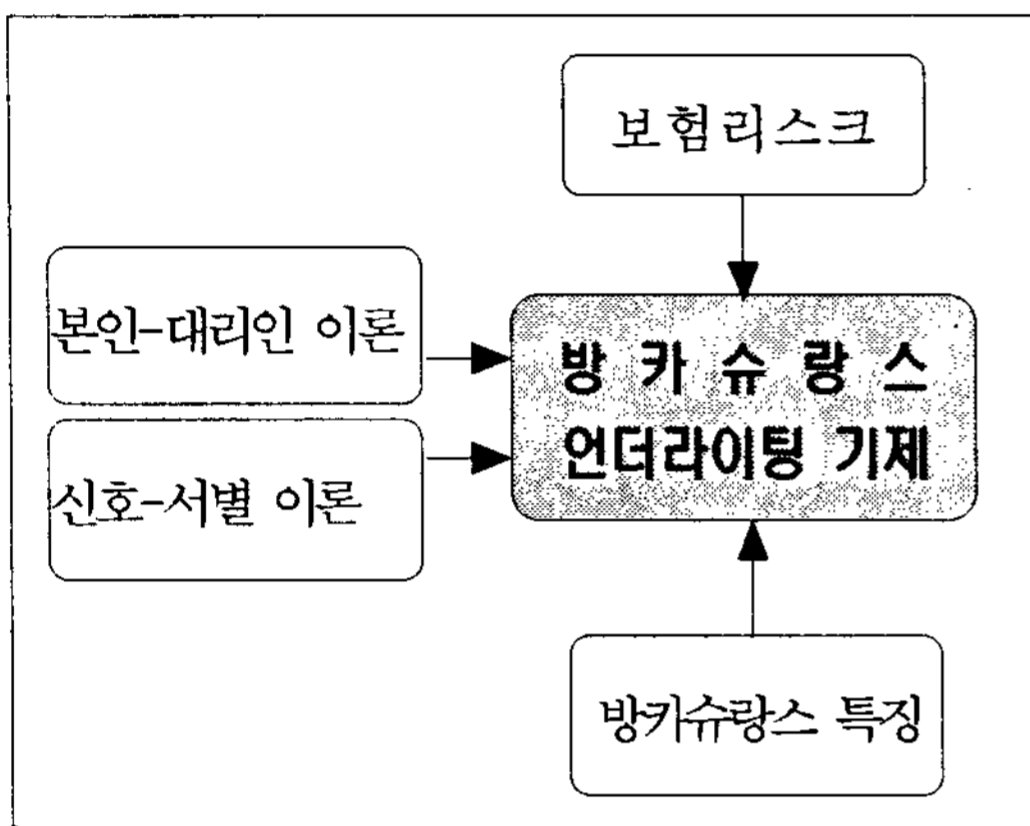 보험리스크
본인-대리인 이론
방 카 슈 랑 스
언더라이팅 기제
신호-서별 이론
방카슈랑스 특징